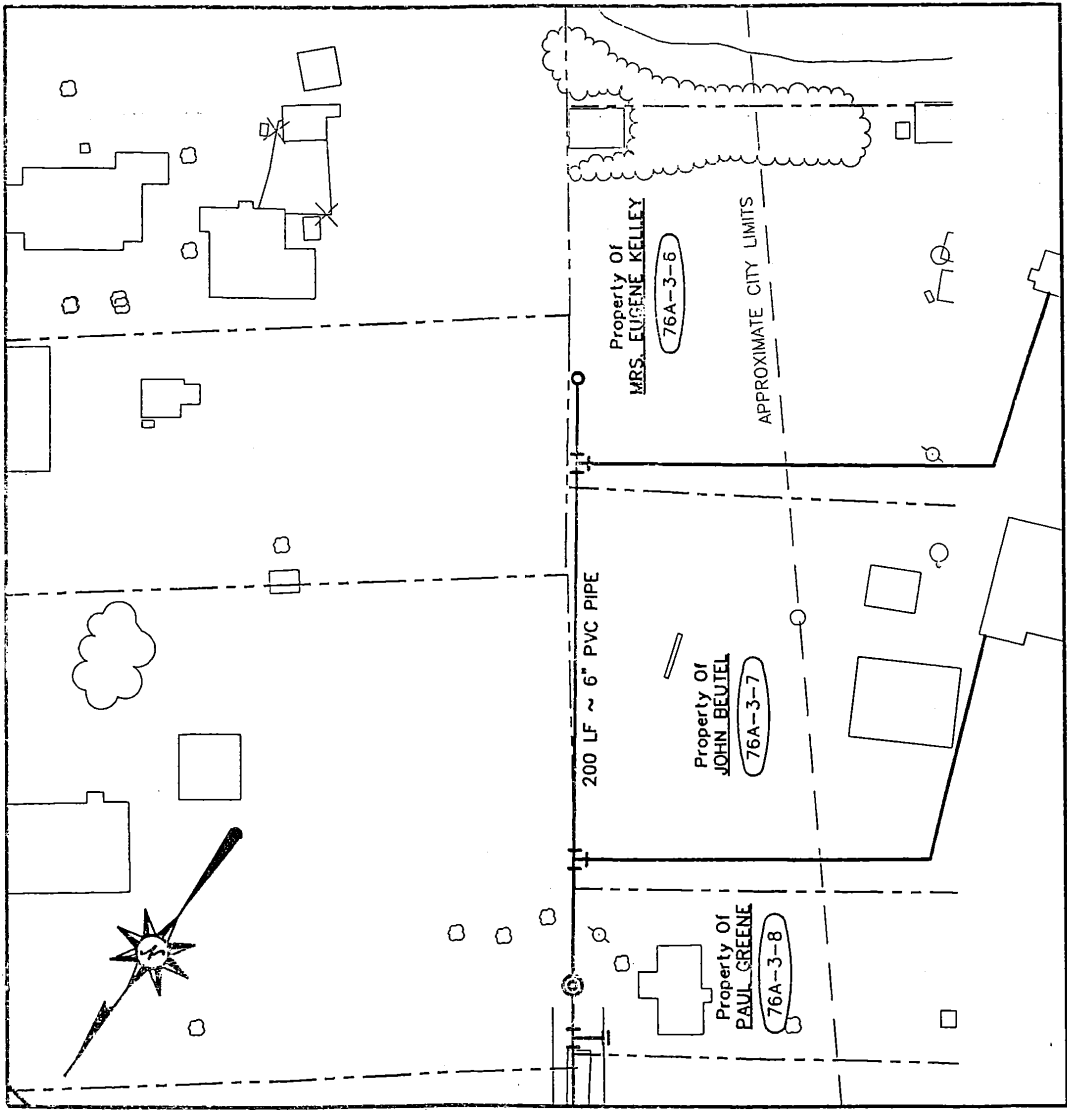 Property Of
MRS. EUGENE KELLEY
76A-3-6
APPROXIMATE CITY LIMITS
200 LF ~ 6" PVC PIPE
Property Of
JOHN BEUTEL
76A-3-7
Property Of
PAUL GREENE
76A-3-8
N